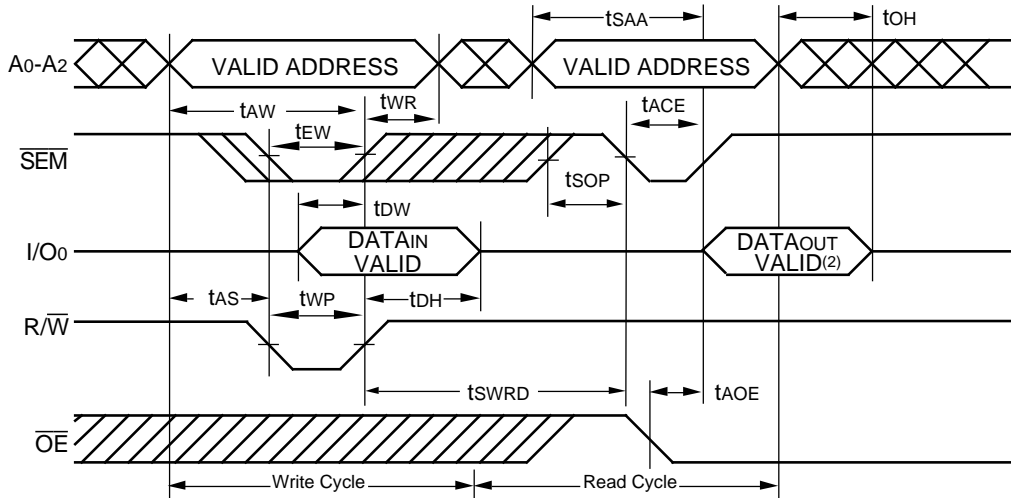 tSAA
tOH
A0-A2
VALID ADDRESS
VALID ADDRESS
tAW
tWR
tACE
tEW
SEM
tSOP
tDW
I/O0
DATAIN
VALID
DATAOUT
VALID(2)
tAS
tWP
tDH
R/W
tSWRD
tAOE
OE
Write Cycle
Read Cycle